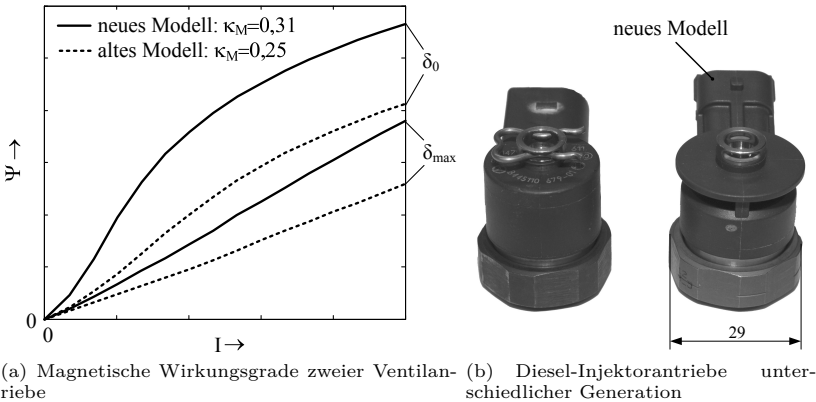 neues Modell: κM=0,31
altes Modell: κM=0,25
δ0
δmax
Ψ→
0
0
I→
neues Modell
29
(a) Magnetische Wirkungsgrade zweier Ventilan-
riebe
(b) Diesel-Injektorantriebe unter-
schiedlicher Generation